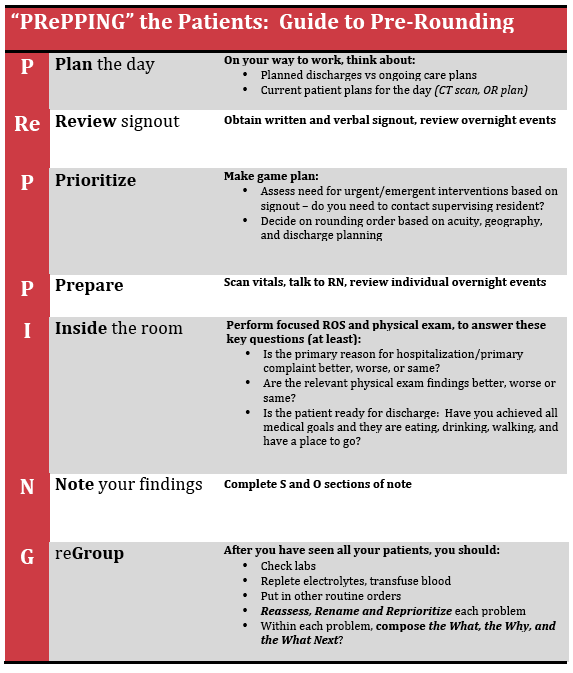 “PRePPING” the Patients:  Guide to Pre-Rounding
P
Plan the day
On your way to work, think about:
• Planned discharges vs ongoing care plans
• Current patient plans for the day (CT scan, OR plan)
Re
Review signout
Obtain written and verbal signout, review overnight events
P
Prioritize
Make game plan:
• Assess need for urgent/emergent interventions based on
signout – do you need to contact supervising resident?
• Decide on rounding order based on acuity, geography,
and discharge planning
P
Prepare
Scan vitals, talk to RN, review individual overnight events
I
Inside the room
Perform focused ROS and physical exam, to answer these
key questions (at least):
• Is the primary reason for hospitalization/primary
complaint better, worse, or same?
• Are the relevant physical exam findings better, worse or
same?
• Is the patient ready for discharge:  Have you achieved all
medical goals and they are eating, drinking, walking, and
have a place to go?
N
Note your findings
Complete S and O sections of note
G
reGroup
After you have seen all your patients, you should:
• Check labs
• Replete electrolytes, transfuse blood
• Put in other routine orders
• Reassess, Rename and Reprioritize each problem
• Within each problem, compose the What, the Why, and
the What Next?